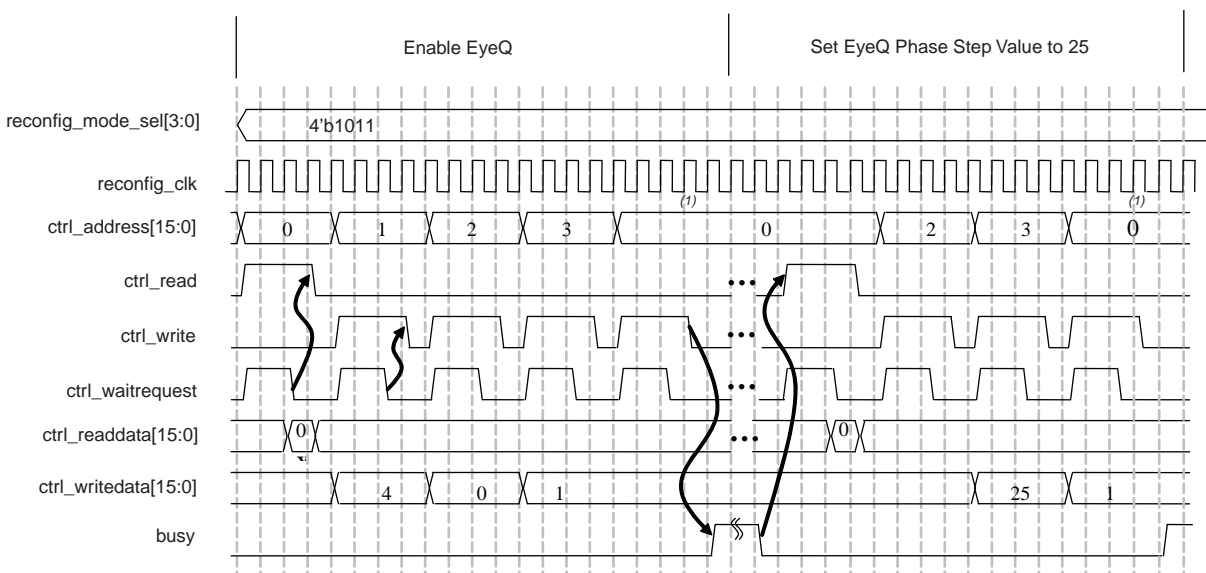 Enable EyeQ Set EyeQ Phase Step Value to 25
reconfig_mode_sel[3:0] 4'b1011
reconfig_clk
(1) (1)
ctrl_address[15:0] 0 1 2 3 0 2 3 0
ctrl_read ...
ctrl_write ...
ctrl_waitrequest ...
ctrl_readdata[15:0] 0 ... 0
ctrl_writedata[15:0] 4 0 1 25 1
busy